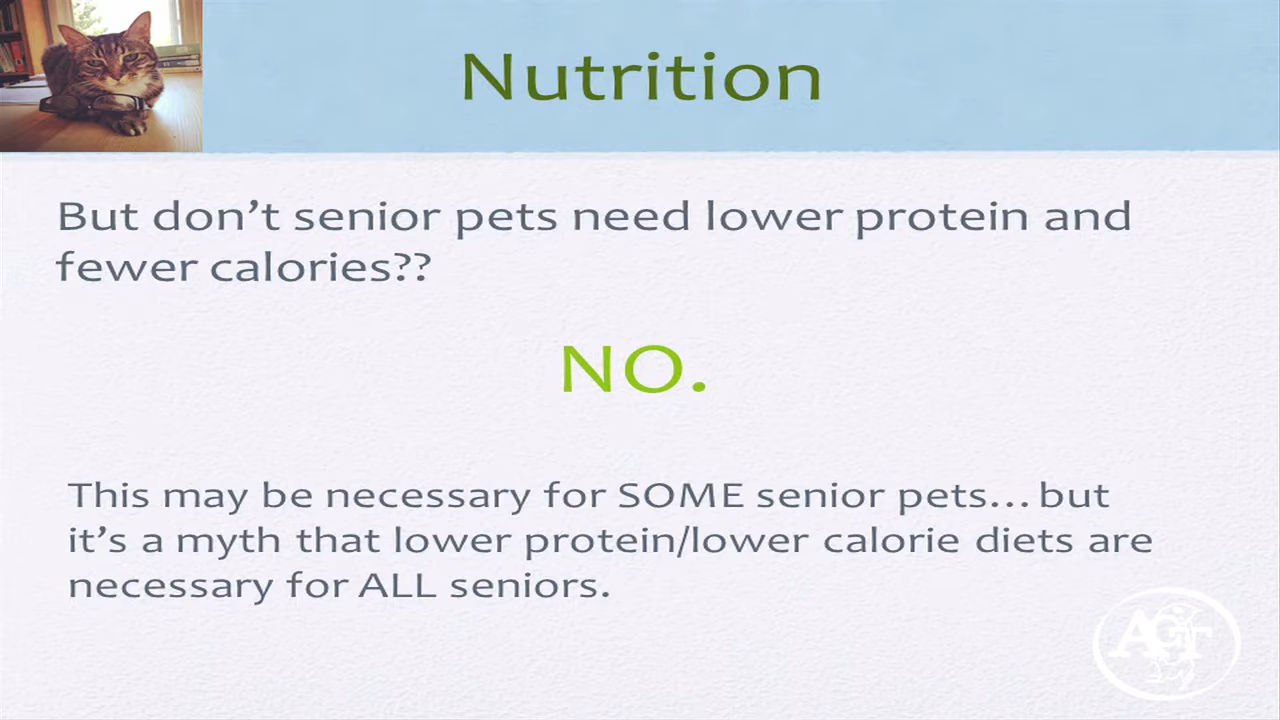 Nutrition
But don’t senior pets need lower protein and
fewer calories??
NO.
This may be necessary for SOME senior pets…but
it’s a myth that lower protein/lower calorie diets are
necessary for ALL seniors.
AGT